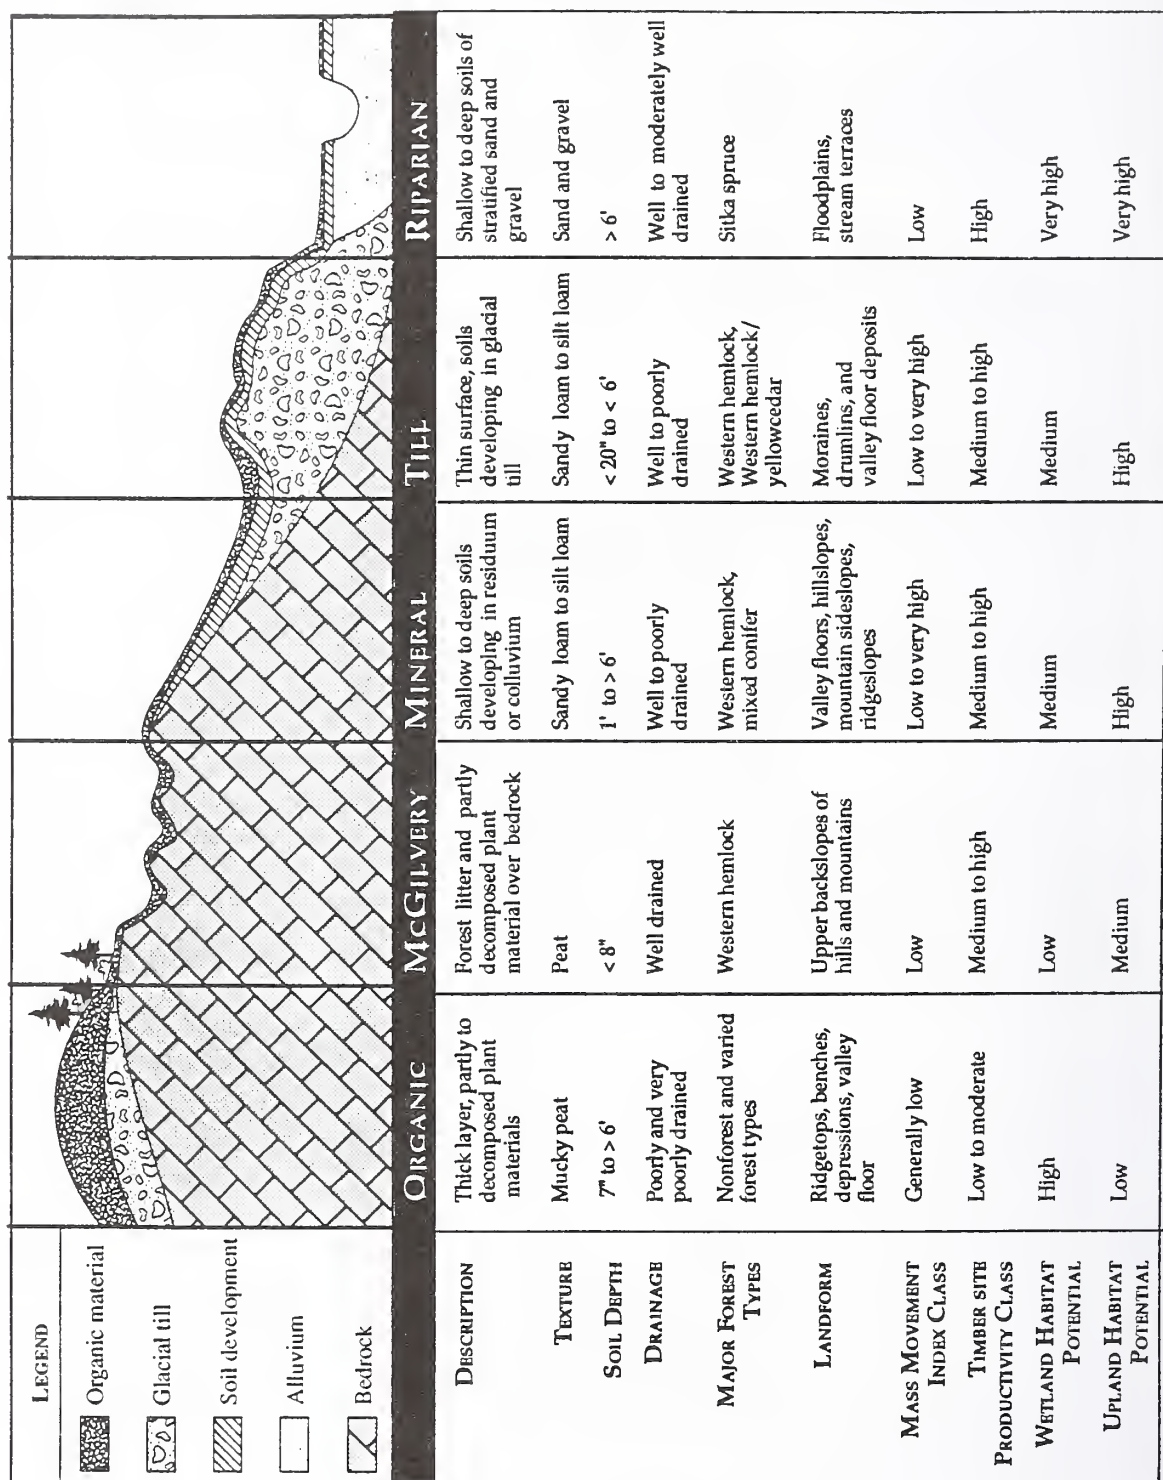 LEGEND
Organic material
Glacial till
Soil development
Alluvium
Bedrock
ORGANIC
MCGILVERY
MINERAL
TILL
RIPARIAN
DESCRIPTION
Thick layer, partly to
decomposed plant
materials
Forest litter and partly
decomposed plant
material over bedrock
Shallow to deep soils
developing in residuum
or colluvium
Thin surface, soils
developing in glacial
till
Shallow to deep soils of
stratified sand and
gravel
TEXTURE
Mucky peat
Peat
Sandy loam to silt loam
Sandy loam to silt loam
Sand and gravel
SOIL DEPTH
7" to > 6'
< 8"
1' to > 6'
< 20" to < 6'
> 6'
DRAINAGE
Poorly and very
poorly drained
Well drained
Well to poorly
drained
Well to poorly
drained
Well to moderately well
drained
MAJOR FOREST
TYPES
Nonforest and varied
forest types
Western hemlock
Western hemlock,
mixed conifer
Western hemlock,
Western hemlock/
yellowcedar
Sitka spruce
LANDFORM
Ridgetops, benches,
depressions, valley
floor
Upper backslopes of
hills and mountains
Valley floors, hillslopes,
mountain sideslopes,
ridgeslopes
Moraines,
drumlins, and
valley floor deposits
Floodplains,
stream terraces
MASS MOVEMENT
INDEX CLASS
Generally low
Low
Low to very high
Low to very high
Low
TIMBER SITE
PRODUCTIVITY CLASS
Low to moderate
Medium to high
Medium to high
Medium to high
High
WETLAND HABITAT
POTENTIAL
High
Low
Medium
Medium
Very high
UPLAND HABITAT
POTENTIAL
Low
Medium
High
High
Very high